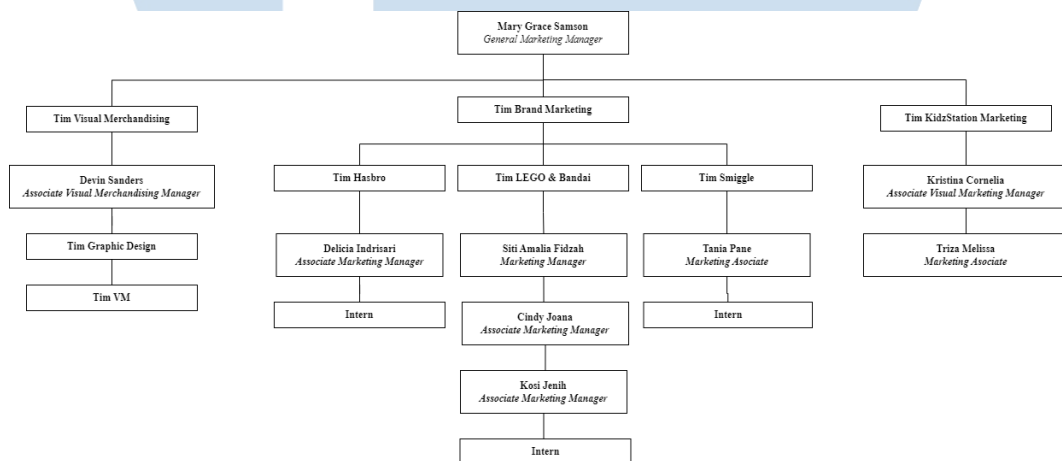 Mary Grace Samson
General Marketing Manager
Tim Visual Merchandising
Tim Brand Marketing
Tim KidzStation Marketing
Devin Sanders
Associate Visual Merchandising Manager
Tim Hasbro
Tim LEGO & Bandai
Tim Smiggle
Kristina Cornelia
Associate Visual Marketing Manager
Tim Graphic Design
Delicia Indrisari
Associate Marketing Manager
Siti Amalia Fidzah
Marketing Manager
Tania Pane
Marketing Asociate
Triza Melissa
Marketing Asociate
Tim VM
Intern
Cindy Joana
Associate Marketing Manager
Intern
Kosi Jenih
Associate Marketing Manager
Intern